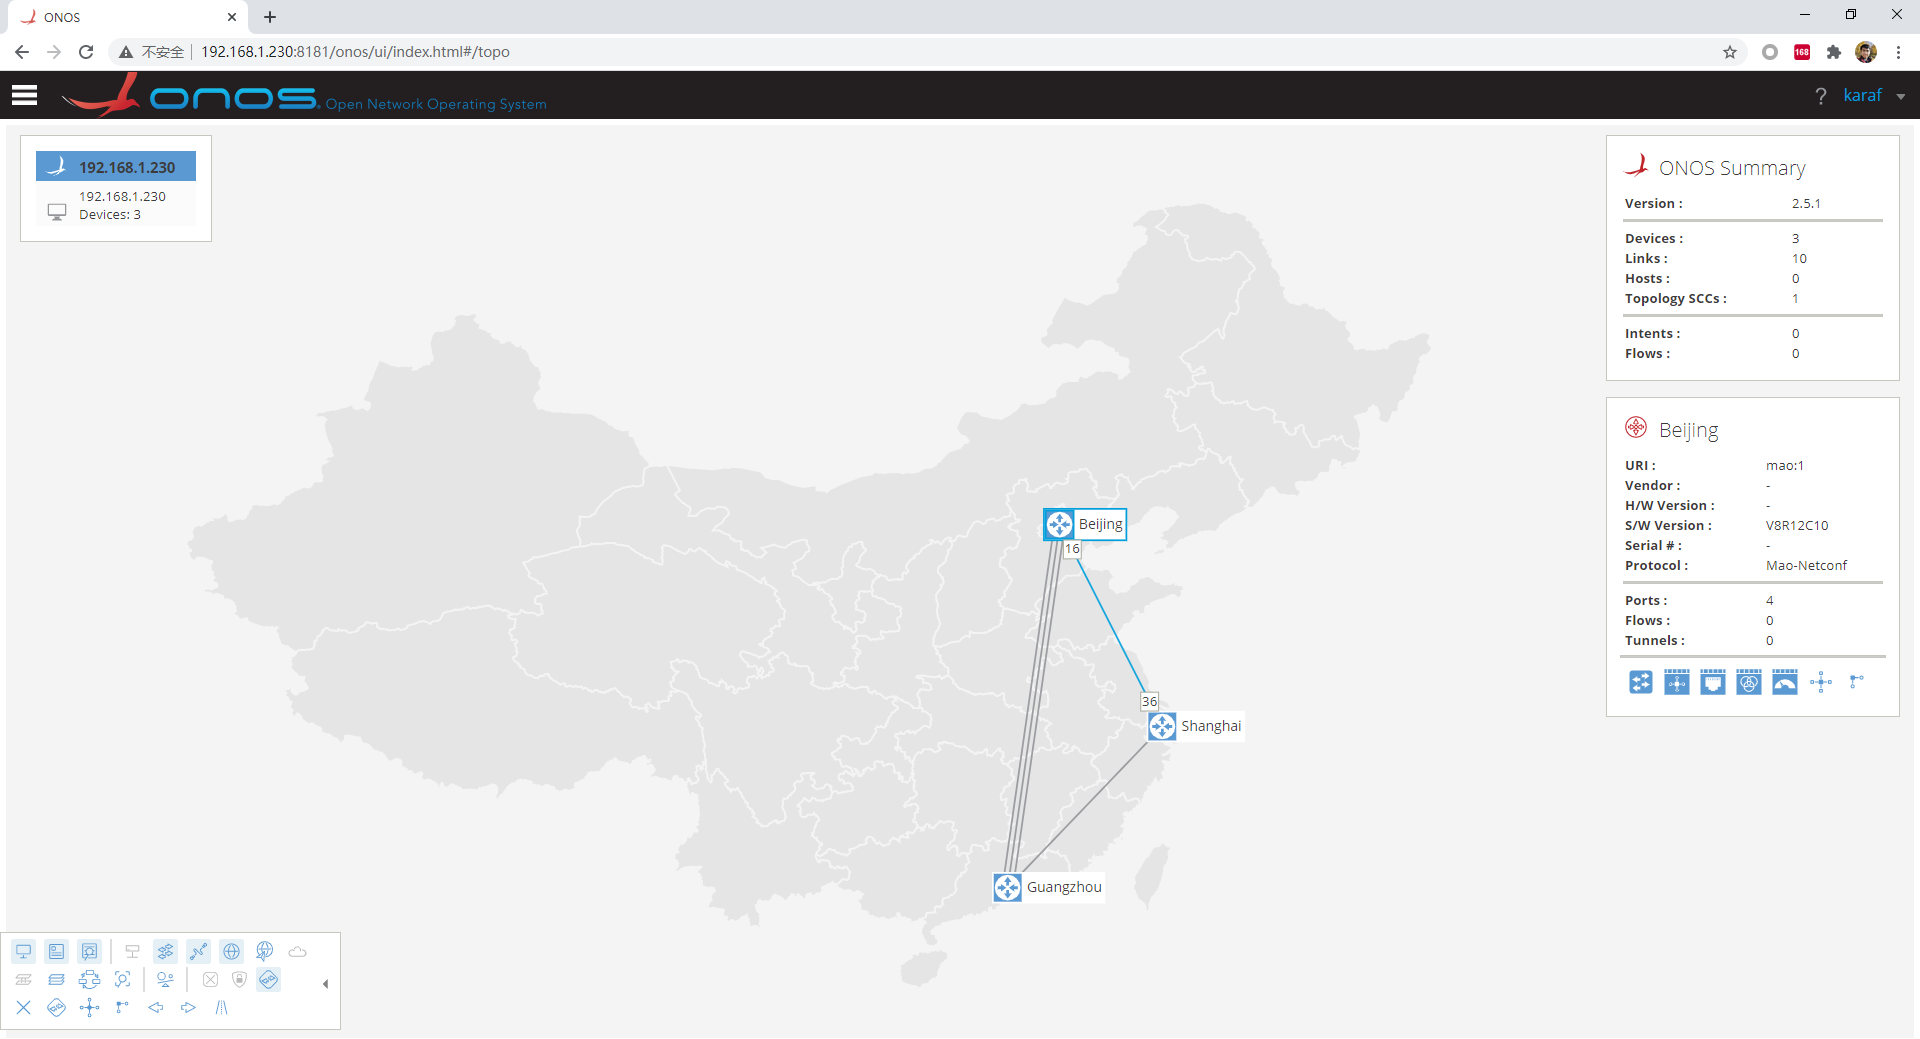 ONOS
不安全 192.168.1.230:8181/onos/ui/index.html#/topo
168
onos. Open Network Operating System
? karaf
192.168.1.230
192.168.1.230
Devices: 3
ONOS Summary
Version : 2.5.1
Devices : 3
Links : 10
Hosts : 0
Topology SCCs : 1
Intents : 0
Flows : 0
Beijing
URI : mao:1
Vendor : -
H/W Version : -
S/W Version : V8R12C10
Serial # : -
Protocol : Mao-Netconf
Ports : 4
Flows : 0
Tunnels : 0
Beijing
16
36
Shanghai
Guangzhou